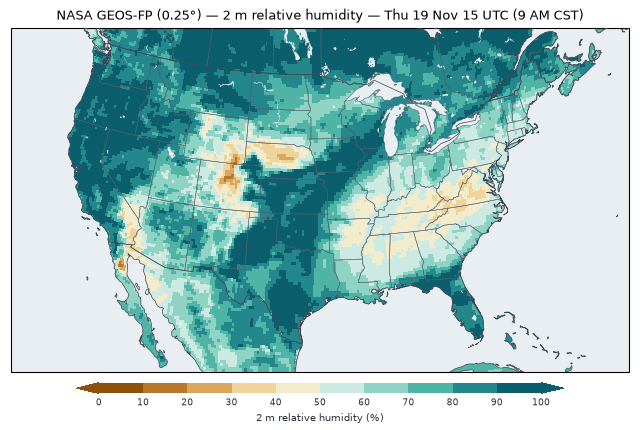 NASA GEOS-FP (0.25°) — 2 m relative humidity — Thu 19 Nov 15 UTC (9 AM CST)
0 10 20 30 40 50 60 70 80 90 100
2 m relative humidity (%)